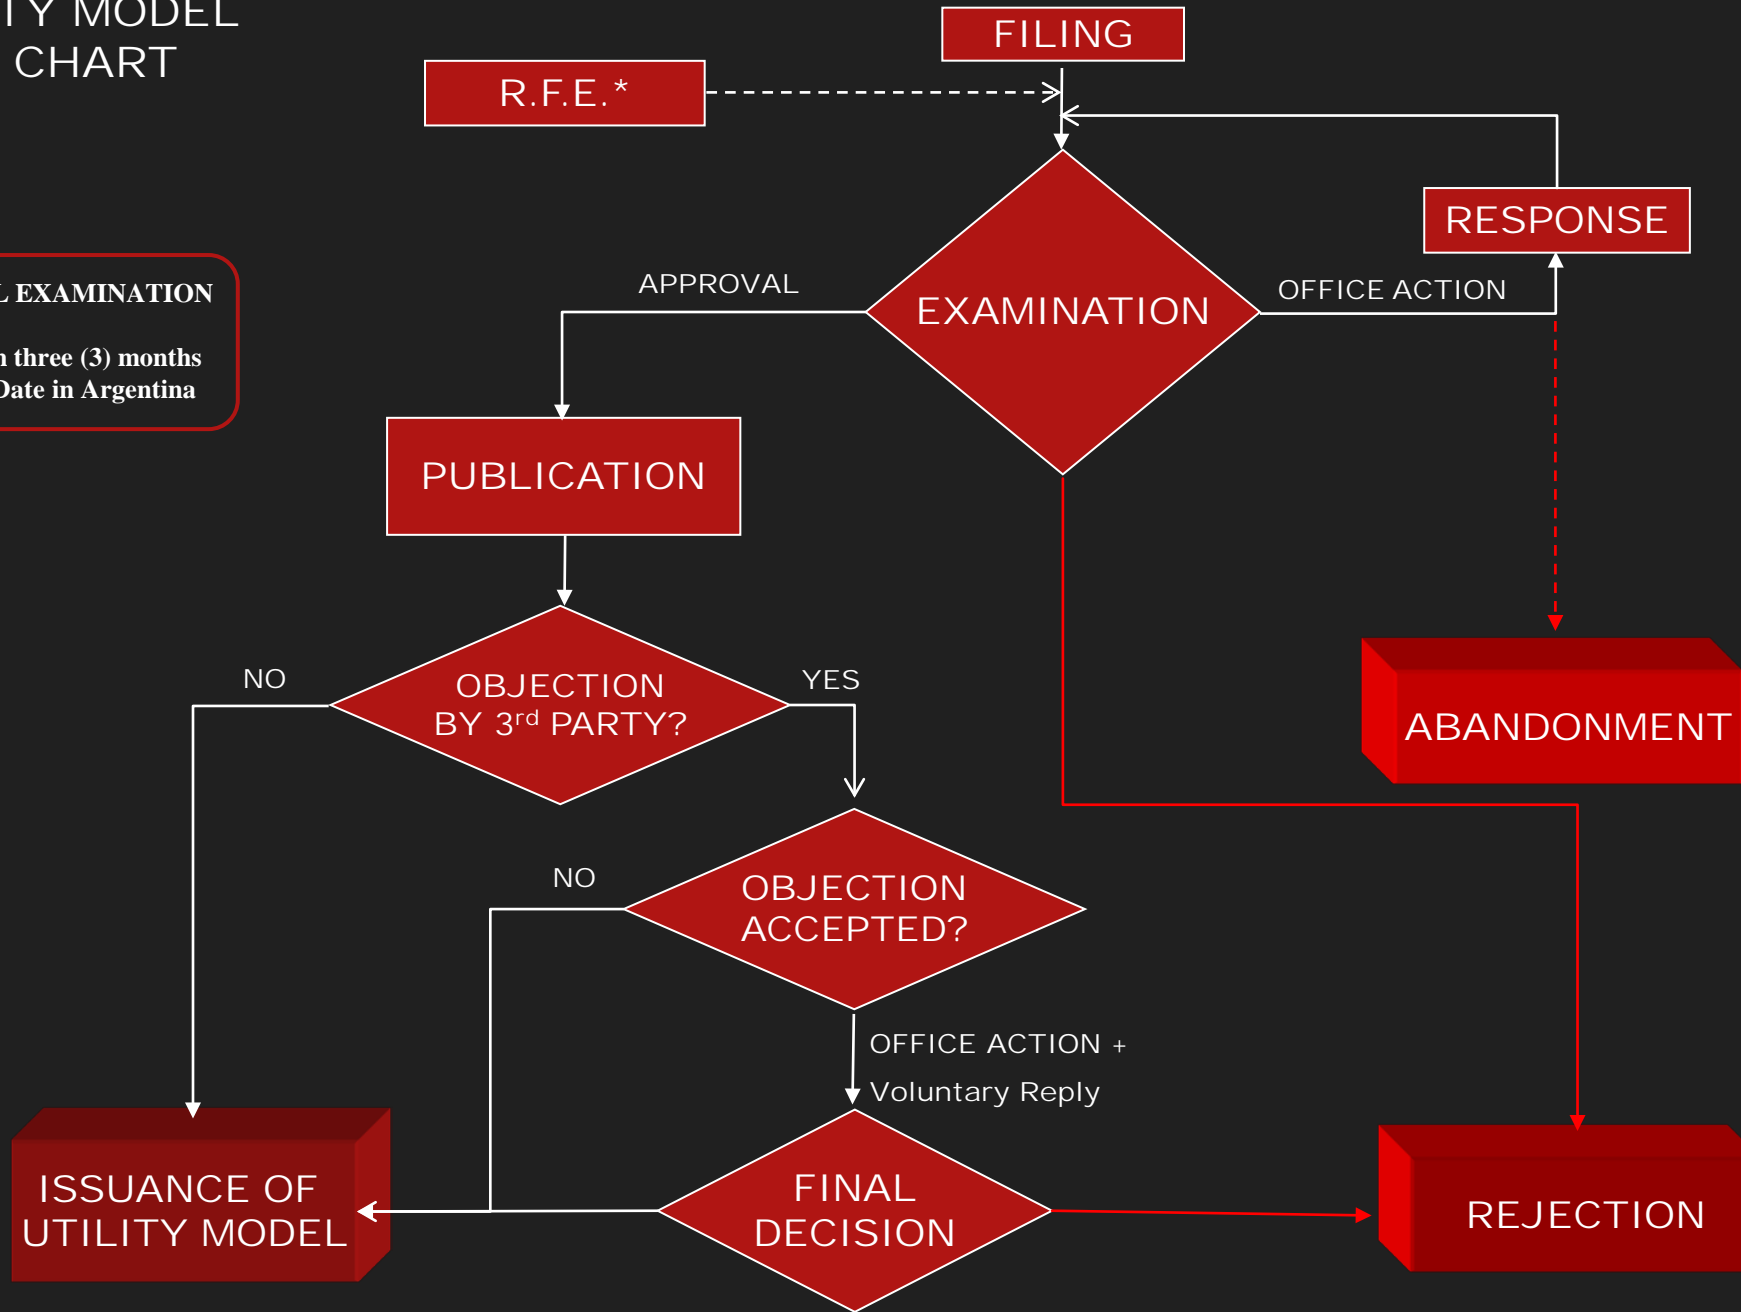 TY MODEL
CHART
FILING
R.F.E.*
RESPONSE
L EXAMINATION
three (3) months
Date in Argentina
APPROVAL
EXAMINATION
OFFICE ACTION
PUBLICATION
NO
OBJECTION
BY 3rd PARTY?
YES
ABANDONMENT
NO
OBJECTION
ACCEPTED?
OFFICE ACTION +
Voluntary Reply
ISSUANCE OF
UTILITY MODEL
FINAL
DECISION
REJECTION